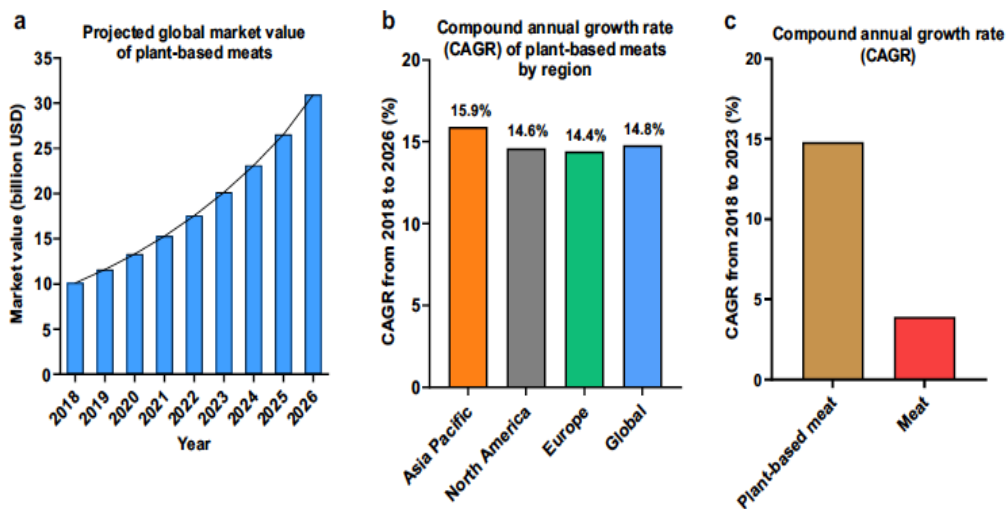 a
Projected global market value
of plant-based meats
Market value (billion USD)
35
30
25
20
15
10
5
0
2018
2019
2020
2021
2022
2023
2024
2025
2026
Year
b
Compound annual growth rate
(CAGR) of plant-based meats
by region
CAGR from 2018 to 2026 (%)
20
15
10
5
0
15.9%
14.6%
14.4%
14.8%
Asia Pacific
North America
Europe
Global
c
Compound annual growth rate
(CAGR)
CAGR from 2018 to 2023 (%)
20
15
10
5
0
Plant-based meat
Meat